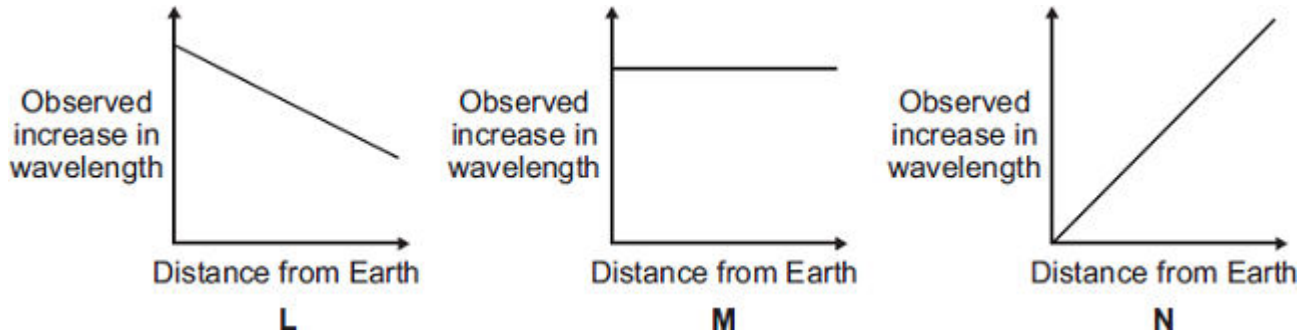 Observed
increase in
wavelength
Distance from Earth
L
Observed
increase in
wavelength
Distance from Earth
M
Observed
increase in
wavelength
Distance from Earth
N